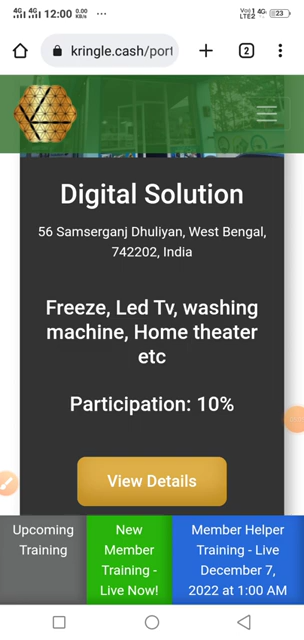 4G 4G 12:00 0.00 KB/s ... Vo) 1 LTE2 4G 23
kringle.cash/port 2
Digital Solution
56 Samserganj Dhuliyan, West Bengal,
742202, India
Freeze, Led Tv, washing
machine, Home theater
etc
Participation: 10%
View Details
Upcoming
Training
New
Member
Training -
Live Now!
Member Helper
Training - Live
December 7,
2022 at 1:00 AM